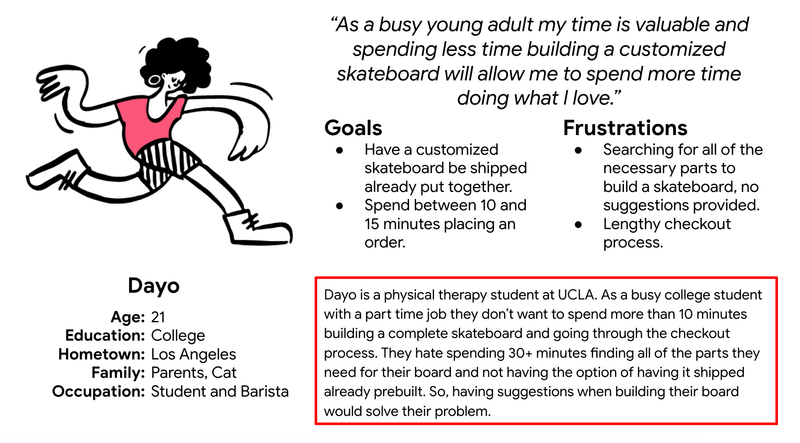 “As a busy young adult my time is valuable and
spending less time building a customized
skateboard will allow me to spend more time
doing what I love.”
Goals
● Have a customized
skateboard be shipped
already put together.
● Spend between 10 and
15 minutes placing an
order.
Frustrations
● Searching for all of the
necessary parts to
build a skateboard, no
suggestions provided.
● Lengthy checkout
process.
Dayo
Age: 21
Education: College
Hometown: Los Angeles
Family: Parents, Cat
Occupation: Student and Barista
Dayo is a physical therapy student at UCLA. As a busy college student
with a part time job they don’t want to spend more than 10 minutes
building a complete skateboard and going through the checkout
process. They hate spending 30+ minutes finding all of the parts they
need for their board and not having the option of having it shipped
already prebuilt. So, having suggestions when building their board
would solve their problem.